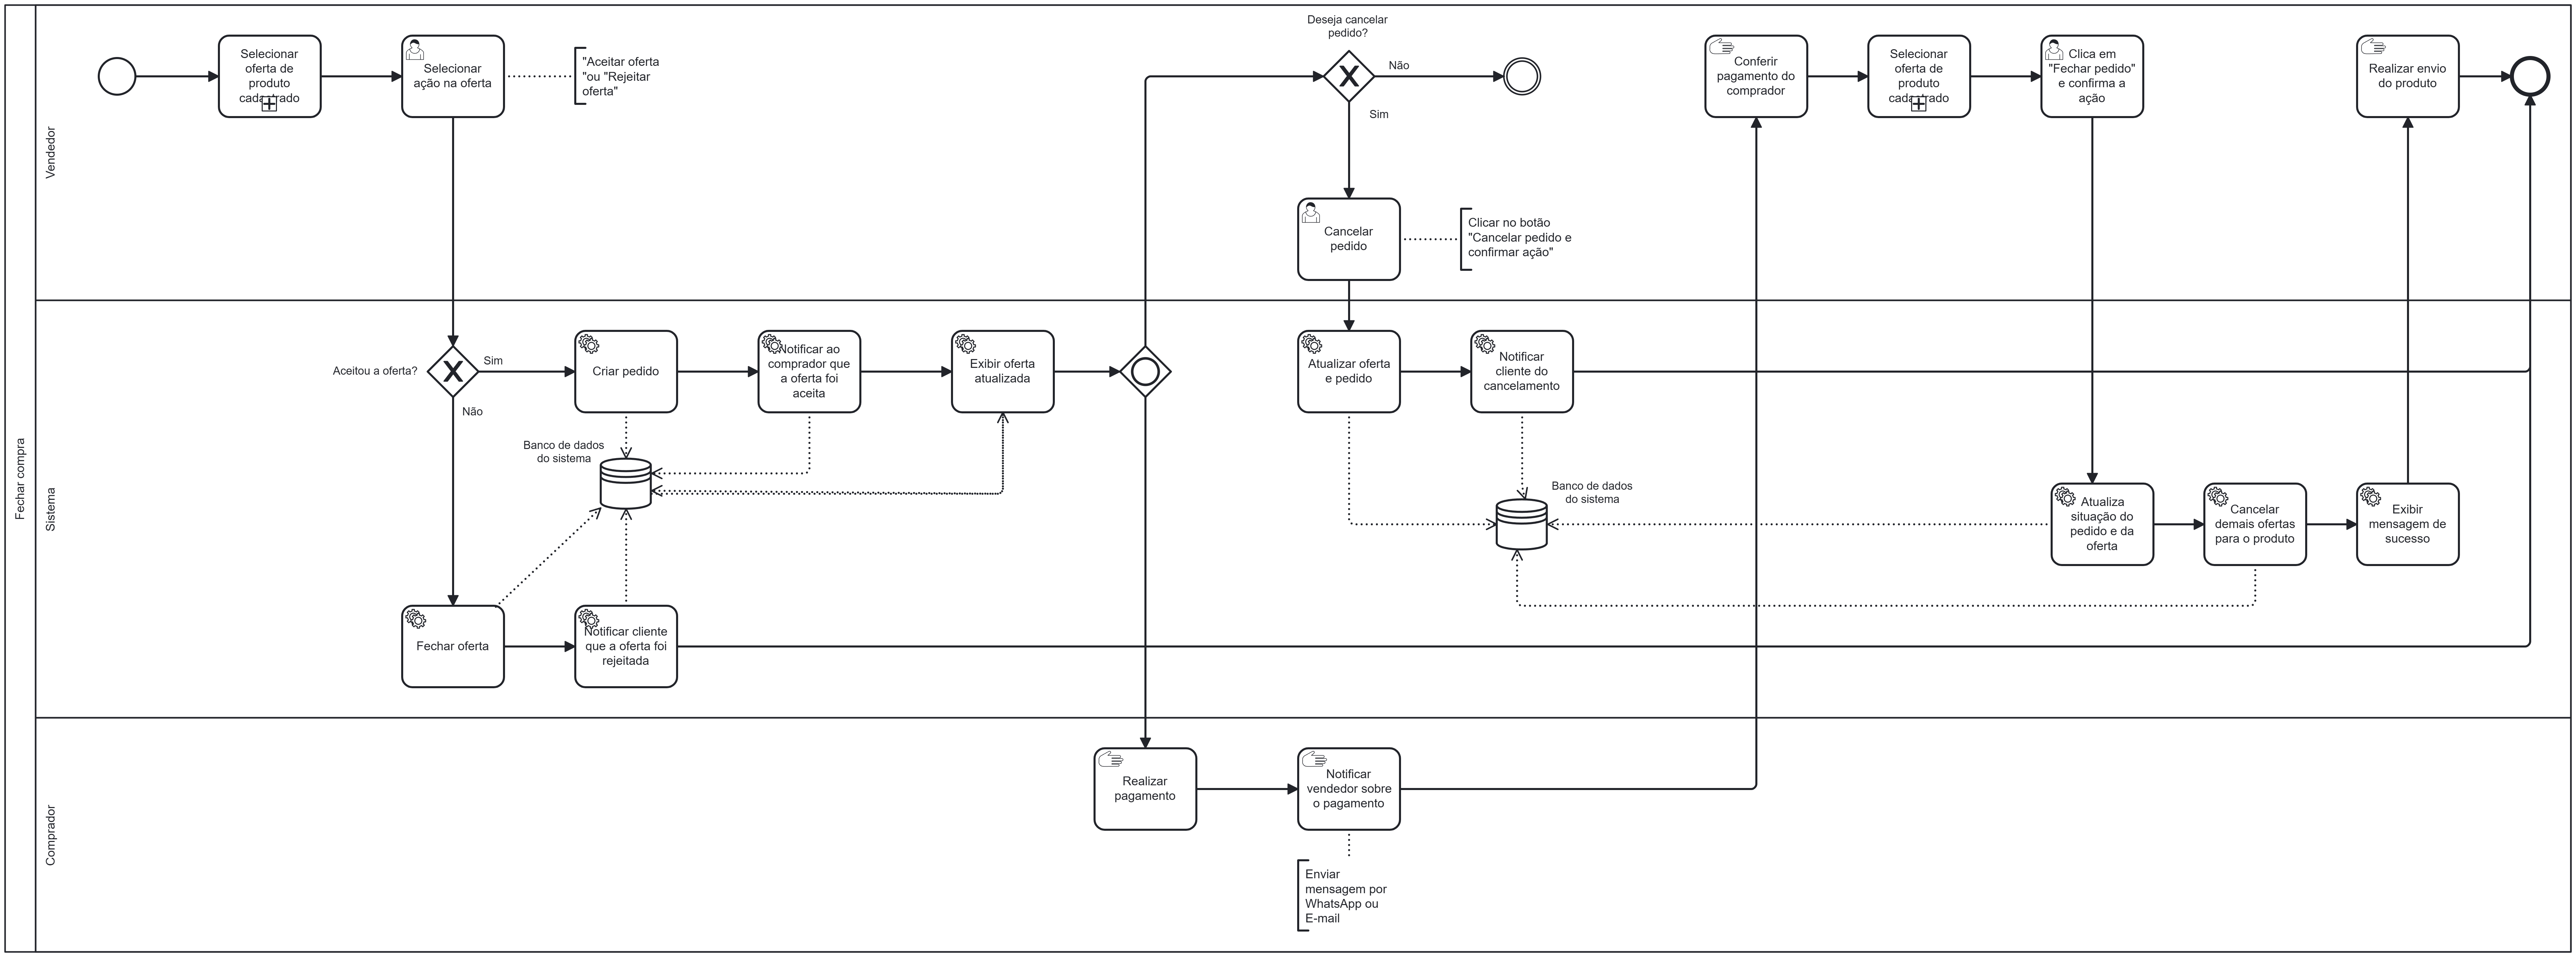 Fechar compra
Vendedor
Selecionar
oferta de
produto
cadastrado
Selecionar
ação na oferta
"Aceitar oferta
"ou "Rejeitar
oferta"
Deseja cancelar
pedido?
Não
Sim
Cancelar
pedido
Clicar no botão
"Cancelar pedido e
confirmar ação"
Conferir
pagamento do
comprador
Selecionar
oferta de
produto
cadastrado
Clica em
"Fechar pedido"
e confirma a
ação
Realizar envio
do produto
Sistema
Aceitou a oferta?
Sim
Não
Criar pedido
Notificar ao
comprador que
a oferta foi
aceita
Exibir oferta
atualizada
Banco de dados
do sistema
Fechar oferta
Notificar cliente
que a oferta foi
rejeitada
Atualizar oferta
e pedido
Notificar
cliente do
cancelamento
Banco de dados
do sistema
Atualiza
situação do
pedido e da
oferta
Cancelar
demais ofertas
para o produto
Exibir
mensagem de
sucesso
Comprador
Realizar
pagamento
Notificar
vendedor sobre
o pagamento
Enviar
mensagem por
WhatsApp ou
E-mail